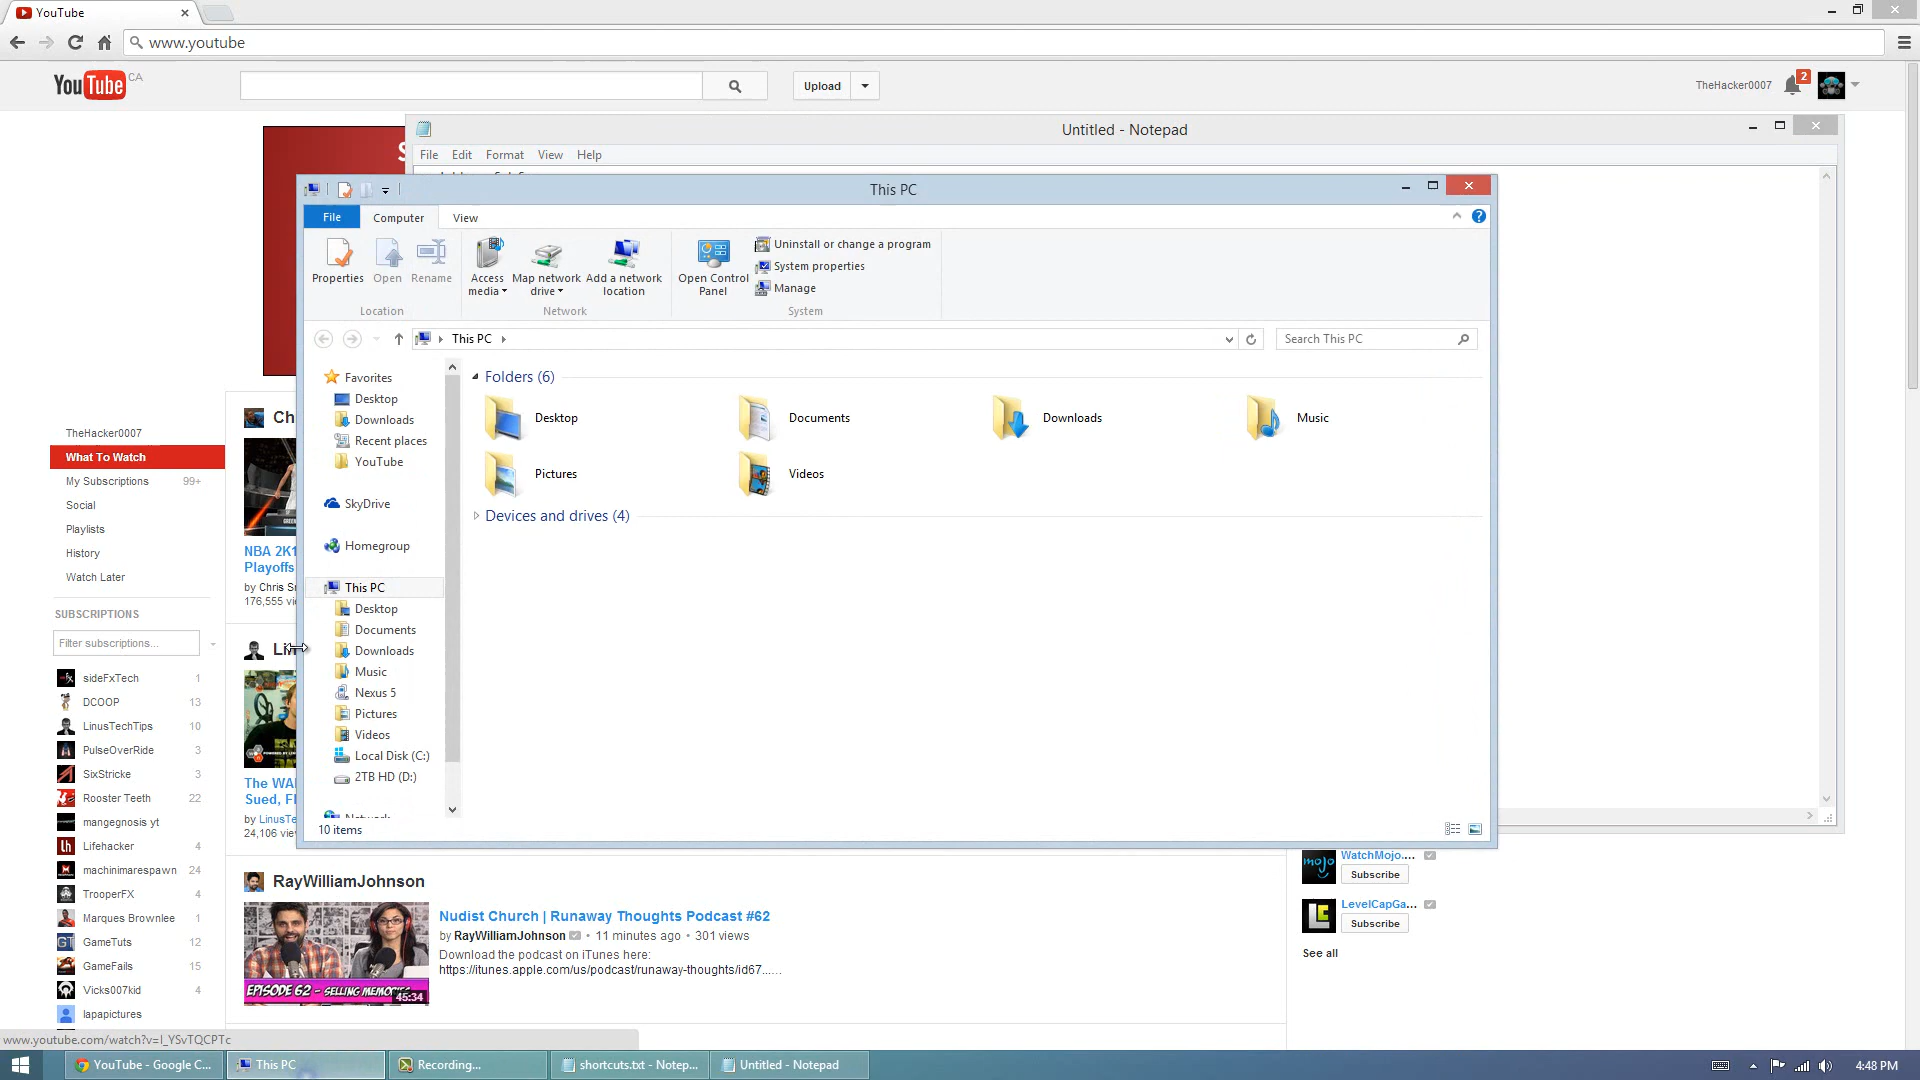 YouTube
www.youtube
YouTube CA
Upload
TheHacker0007
2
Untitled - Notepad
File Edit Format View Help
This PC
File Computer View
Properties Open Rename
Access media
Map network drive
Add a network location
Open Control Panel
Uninstall or change a program
System properties
Manage
Location
Network
System
This PC
Search This PC
Favorites
Desktop
Downloads
Recent places
YouTube
SkyDrive
Homegroup
This PC
Desktop
Documents
Downloads
Music
Nexus 5
Pictures
Videos
Local Disk (C:)
2TB HD (D:)
10 items
Folders (6)
Desktop
Documents
Downloads
Music
Pictures
Videos
Devices and drives (4)
TheHacker0007
What To Watch
My Subscriptions 99+
Social
Playlists
History
Watch Later
SUBSCRIPTIONS
Filter subscriptions...
sideFxTech 1
DCOOP 13
LinusTechTips 10
PulseOverRide 3
SixStricke 3
Rooster Teeth 22
mangegnosis yt
Lifehacker 4
machinimarespawn 24
TrooperFX 4
Marques Brownlee 1
GameTuts 12
GameFails 15
Vicks007kid 4
lapapictures
Ch
NBA 2K1
Playoffs
by Chris S
176,555 vi
Li
The WA
Sued, F
by LinusTe
24,106 vie
RayWilliamJohnson
Nudist Church | Runaway Thoughts Podcast #62
by RayWilliamJohnson • 11 minutes ago • 301 views
Download the podcast on iTunes here:
https://itunes.apple.com/us/podcast/runaway-thoughts/id67......
EPISODE 62 - SELLING MEMORIES
45:34
WatchMojo....
Subscribe
LevelCapGa...
Subscribe
See all
www.youtube.com/watch?v=l_YSvTQCPTc
YouTube - Google C...
This PC
Recording...
shortcuts.txt - Notep...
Untitled - Notepad
4:48 PM